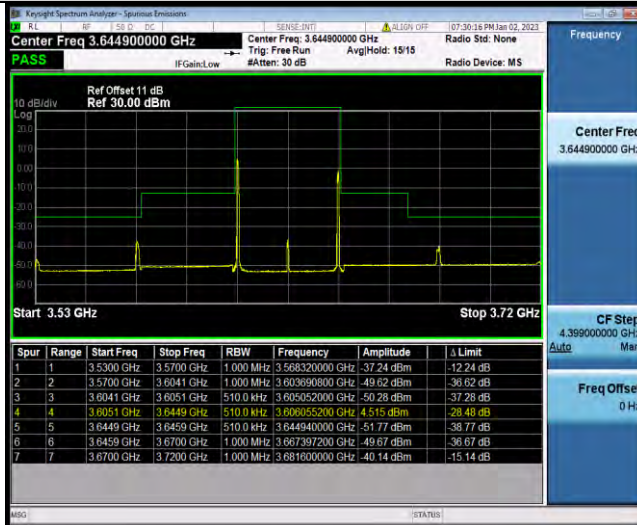 Keysight Spectrum Analyzer - Spurious Emissions
RL RF 50 Ω DC SENSE:INT ALIGN OFF 07:30:16 PM Jan 02, 2023
Center Freq 3.644900000 GHz
Center Freq: 3.644900000 GHz
Radio Std: None
Trig: Free Run Avg|Hold: 15/15
PASS
IFGain:Low
#Atten: 30 dB
Radio Device: MS
Ref Offset 11 dB
10 dB/div Ref 30.00 dBm
Log
20.0
10.0
0.00
-10.0
-20.0
-30.0
-40.0
-50.0
-60.0
Start 3.53 GHz Stop 3.72 GHz
Spur Range Start Freq Stop Freq RBW Frequency Amplitude Δ Limit
1 1 3.5300 GHz 3.5700 GHz 1.000 MHz 3.568320000 GHz -37.24 dBm -12.24 dB
2 2 3.5700 GHz 3.6041 GHz 1.000 MHz 3.603690800 GHz -49.62 dBm -36.62 dB
3 3 3.6041 GHz 3.6051 GHz 510.0 kHz 3.605052000 GHz -50.28 dBm -37.28 dB
4 4 3.6051 GHz 3.6449 GHz 510.0 kHz 3.606055200 GHz 4.515 dBm -28.48 dB
5 5 3.6449 GHz 3.6459 GHz 510.0 kHz 3.644940000 GHz -51.77 dBm -38.77 dB
6 6 3.6459 GHz 3.6700 GHz 1.000 MHz 3.667397200 GHz -49.67 dBm -36.67 dB
7 7 3.6700 GHz 3.7200 GHz 1.000 MHz 3.681600000 GHz -40.14 dBm -15.14 dB
MSG STATUS
Frequency
Center Freq
3.644900000 GHz
CF Step
4.399000000 GHz
Auto Man
Freq Offset
0 Hz